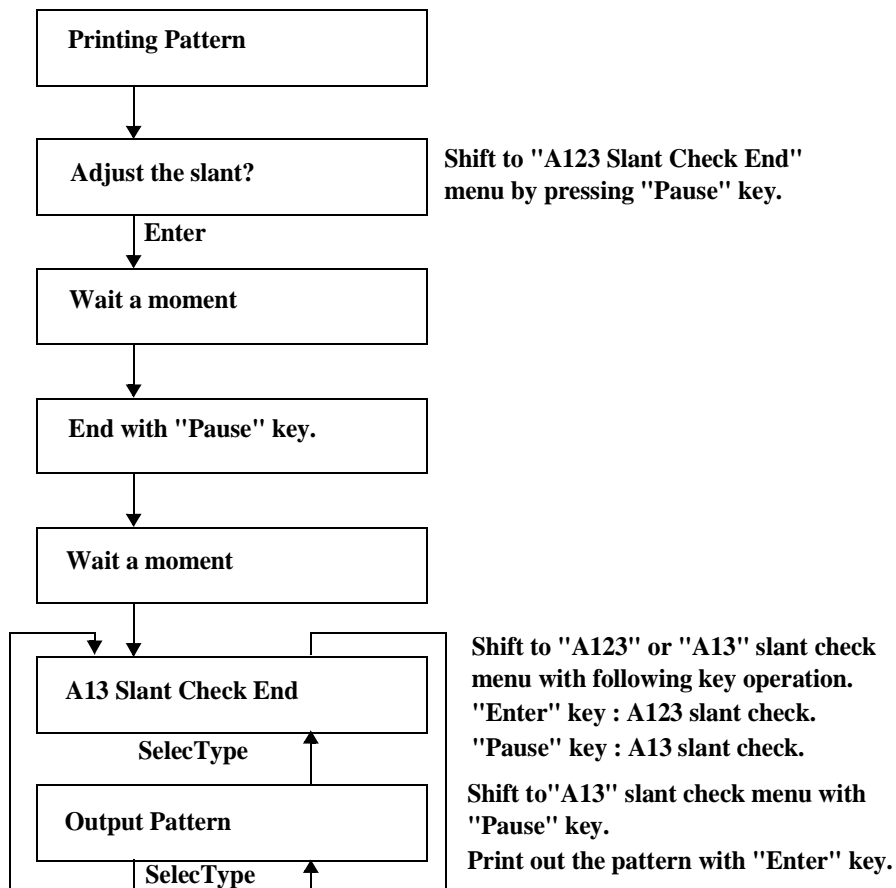 Printing Pattern
Adjust the slant?
Shift to "A123 Slant Check End"
menu by pressing "Pause" key.
Enter
Wait a moment
End with "Pause" key.
Wait a moment
A13 Slant Check End
Shift to "A123" or "A13" slant check
menu with following key operation.
"Enter" key : A123 slant check.
"Pause" key : A13 slant check.
SelecType
Output Pattern
Shift to"A13" slant check menu with
"Pause" key.
Print out the pattern with "Enter" key.
SelecType